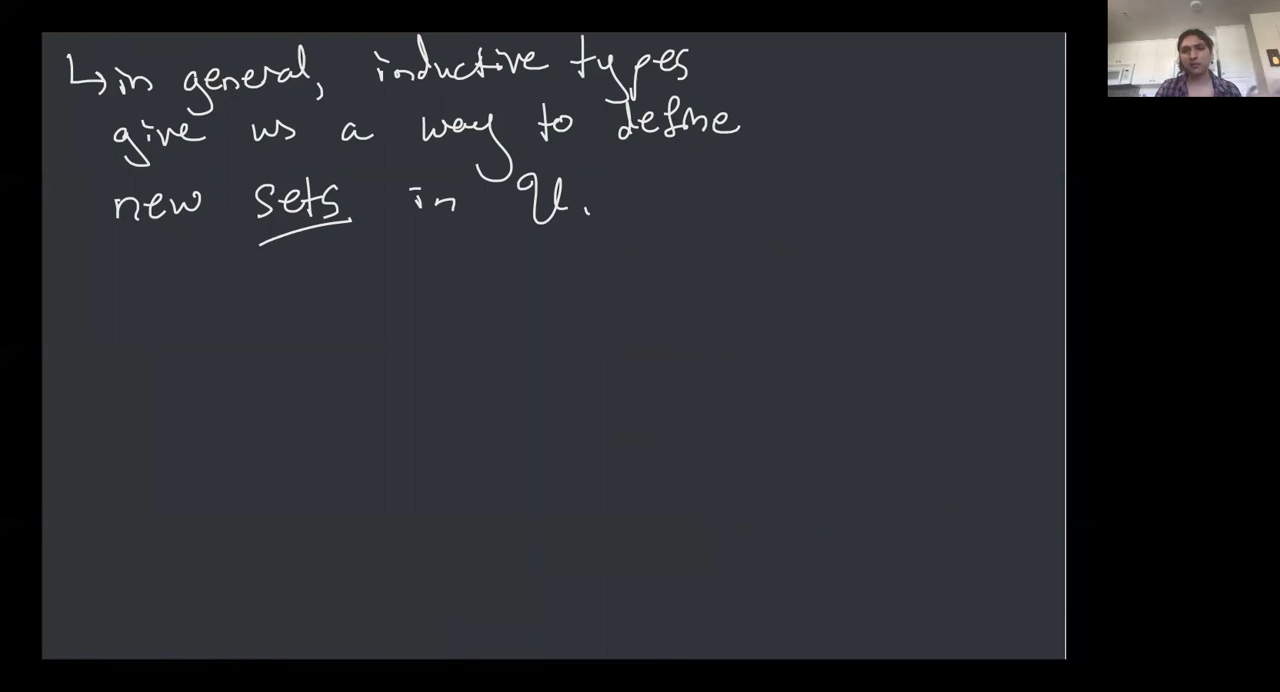 ↳ in general, inductive types
give us a way to define
new sets in 𝒰.